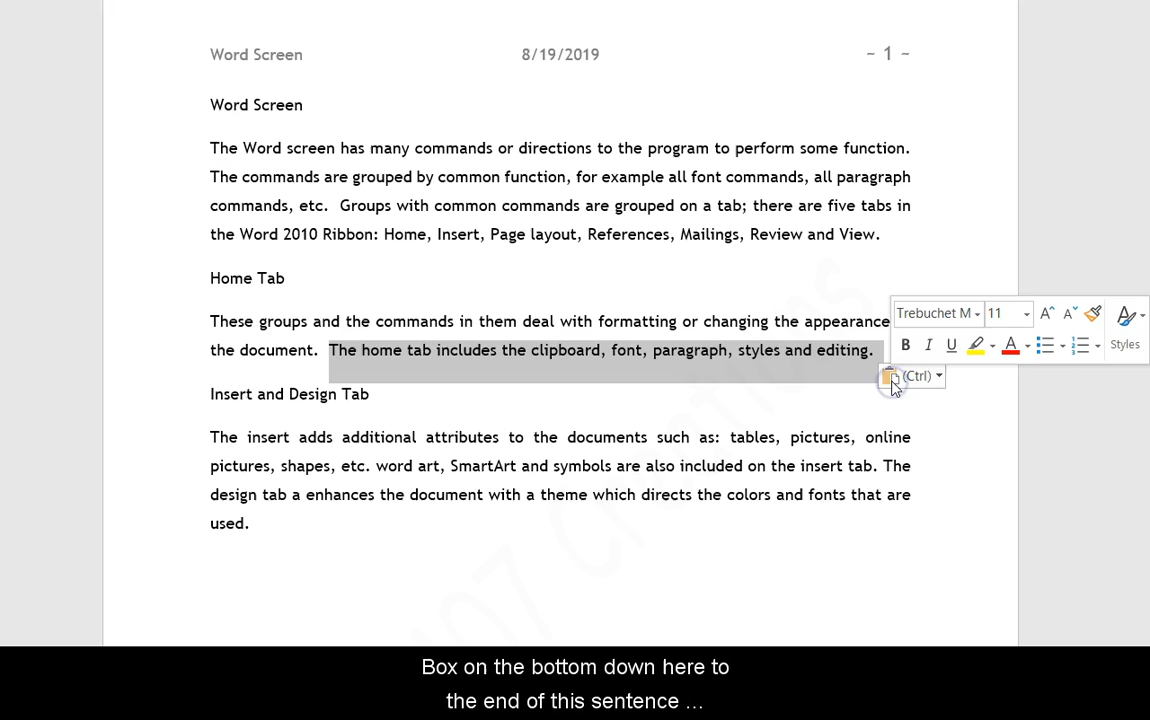 Word Screen 8/19/2019 ~ 1 ~
Word Screen
The Word screen has many commands or directions to the program to perform some function.
The commands are grouped by common function, for example all font commands, all paragraph
commands, etc.  Groups with common commands are grouped on a tab; there are five tabs in
the Word 2010 Ribbon: Home, Insert, Page layout, References, Mailings, Review and View.
Home Tab
These groups and the commands in them deal with formatting or changing the appearance
the document.  The home tab includes the clipboard, font, paragraph, styles and editing.
Trebuchet M 11
B I U A Styles
(Ctrl)
Insert and Design Tab
The insert adds additional attributes to the documents such as: tables, pictures, online
pictures, shapes, etc. word art, SmartArt and symbols are also included on the insert tab. The
design tab a enhances the document with a theme which directs the colors and fonts that are
used.
407 Creations
Box on the bottom down here to
the end of this sentence ...